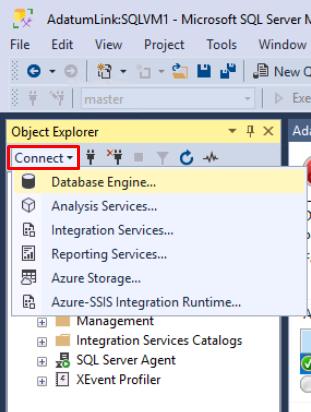 AdatumLink:SQLVM1 - Microsoft SQL Server M
File Edit View Project Tools Window
New Q
master Exe
Object Explorer Ada
Connect
Database Engine...
Analysis Services...
Integration Services...
Reporting Services...
Azure Storage...
Azure-SSIS Integration Runtime...
Management
Integration Services Catalogs
SQL Server Agent
XEvent Profiler